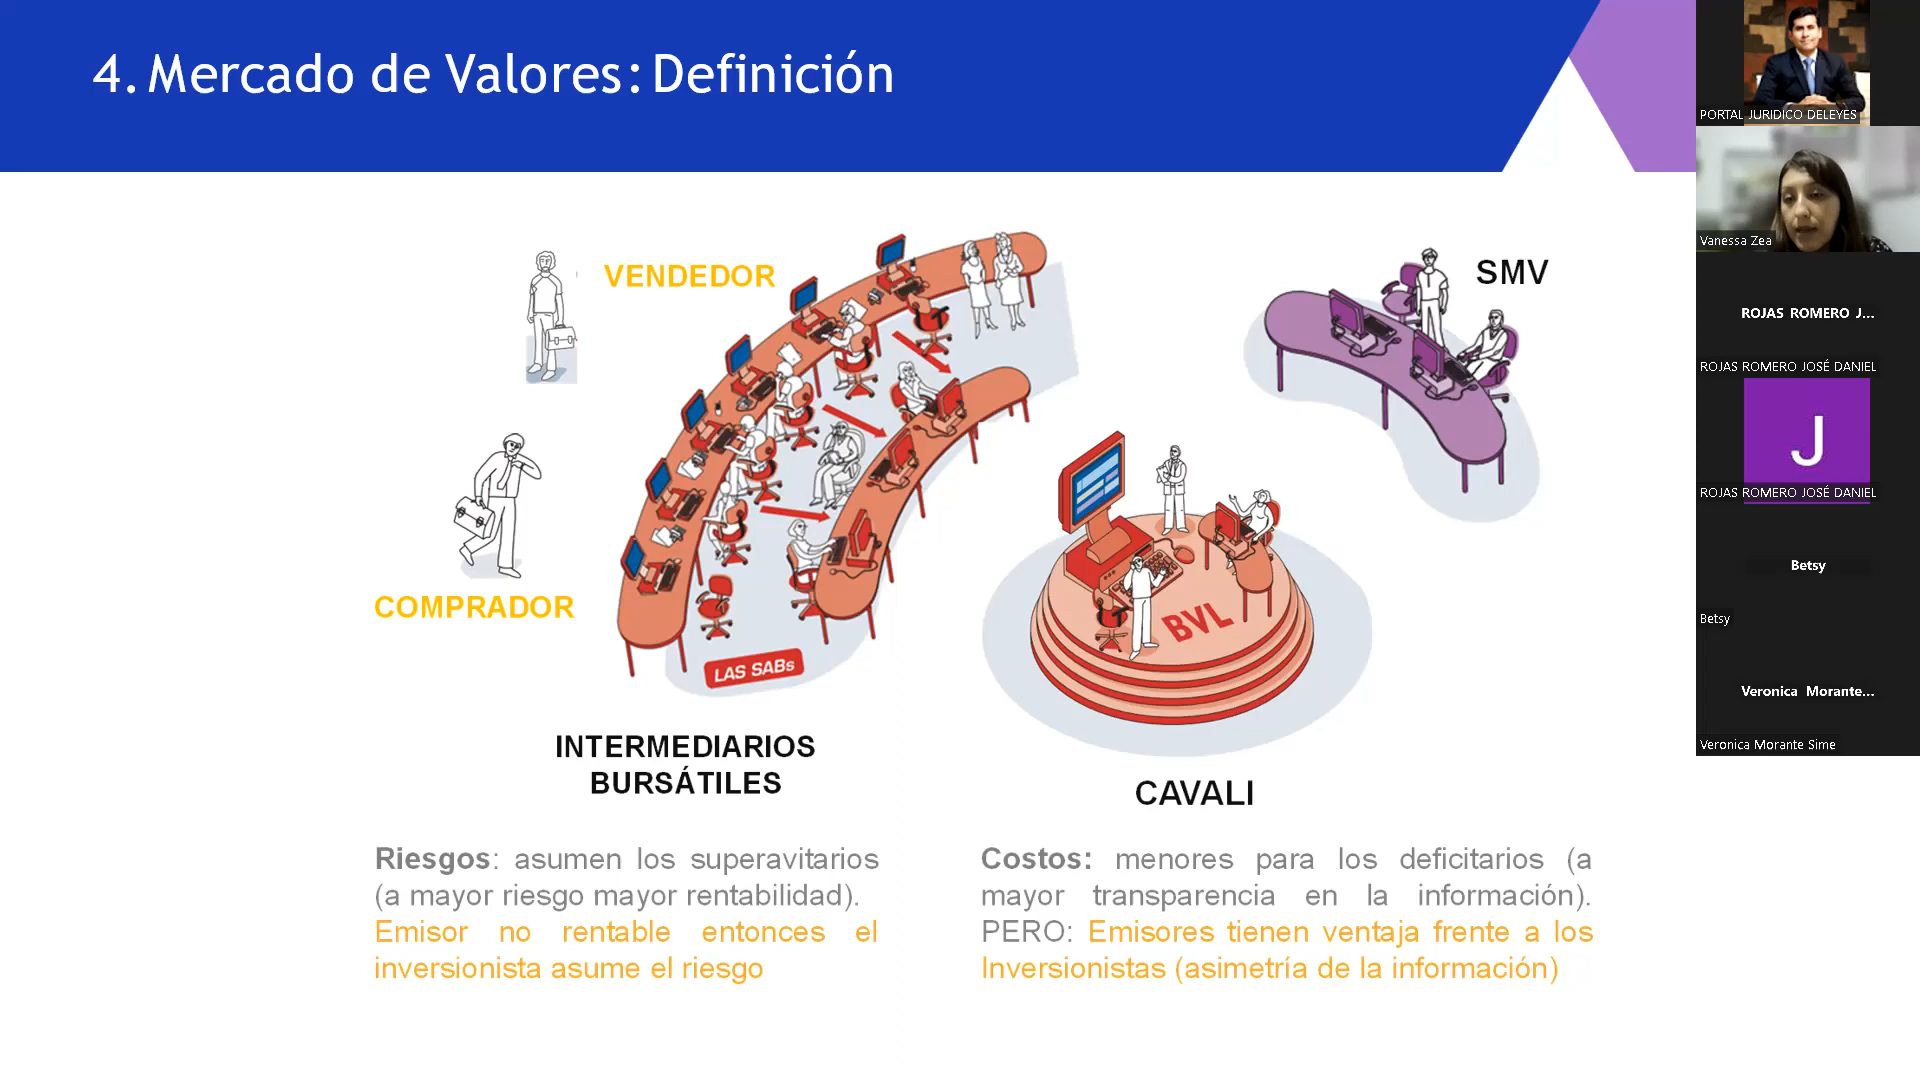 4. Mercado de Valores: Definición
VENDEDOR
SMV
COMPRADOR
BVL
LAS SABs
INTERMEDIARIOS
BURSÁTILES
CAVALI
Riesgos: asumen los superavitarios
(a mayor riesgo mayor rentabilidad).
Emisor no rentable entonces el
inversionista asume el riesgo
Costos: menores para los deficitarios (a
mayor transparencia en la información).
PERO: Emisores tienen ventaja frente a los
Inversionistas (asimetría de la información)
PORTAL JURIDICO DELEYES
Vanessa Zea
ROJAS ROMERO J...
ROJAS ROMERO JOSÉ DANIEL
J
ROJAS ROMERO JOSÉ DANIEL
Betsy
Betsy
Veronica Morante...
Veronica Morante Sime